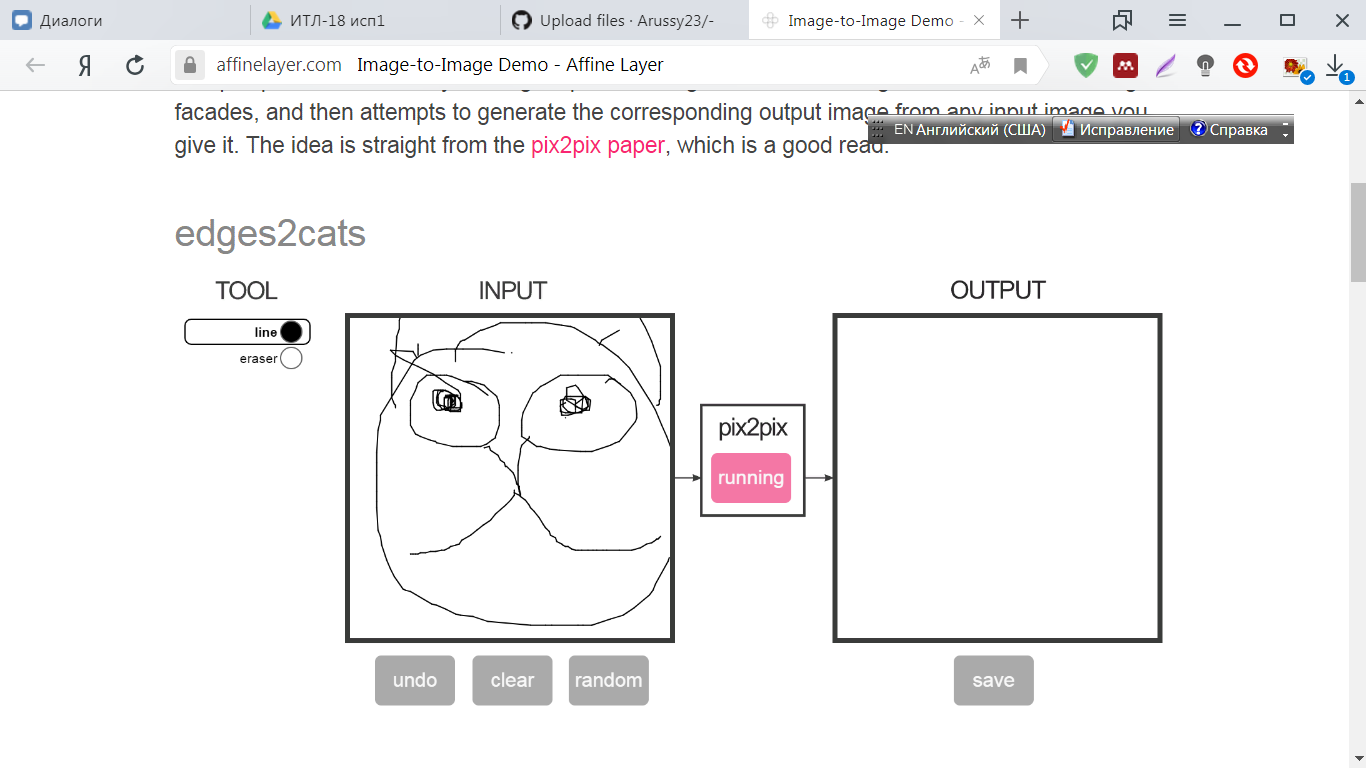 Диалоги
ИТЛ-18 исп1
Upload files · Arussy23/-
Image-to-Image Demo -
affinelayer.com Image-to-Image Demo - Affine Layer
1
facades, and then attempts to generate the corresponding output image from any input image you
EN Английский (США) Исправление Справка
give it. The idea is straight from the pix2pix paper, which is a good read.
edges2cats
TOOL
INPUT
OUTPUT
line
eraser
pix2pix
running
undo
clear
random
save